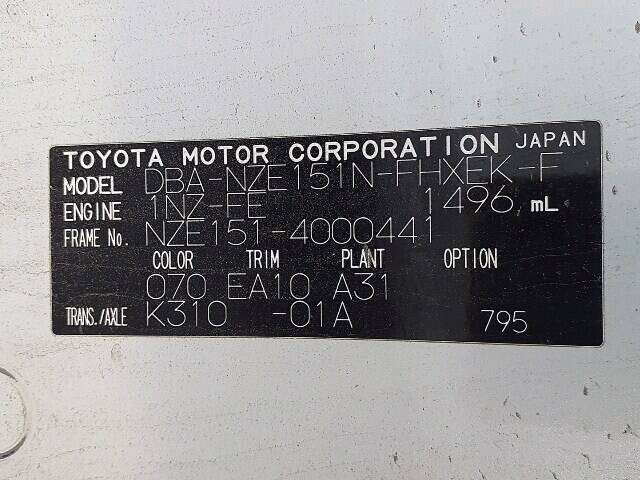 TOYOTA MOTOR CORPORATION JAPAN
MODEL DBA-NZE151N-FHXEK-F
ENGINE 1NZ-FE 1496 mL
FRAME No. NZE151-4000441
COLOR TRIM PLANT OPTION
070 EA10 A31
TRANS./AXLE K310 -01A 795